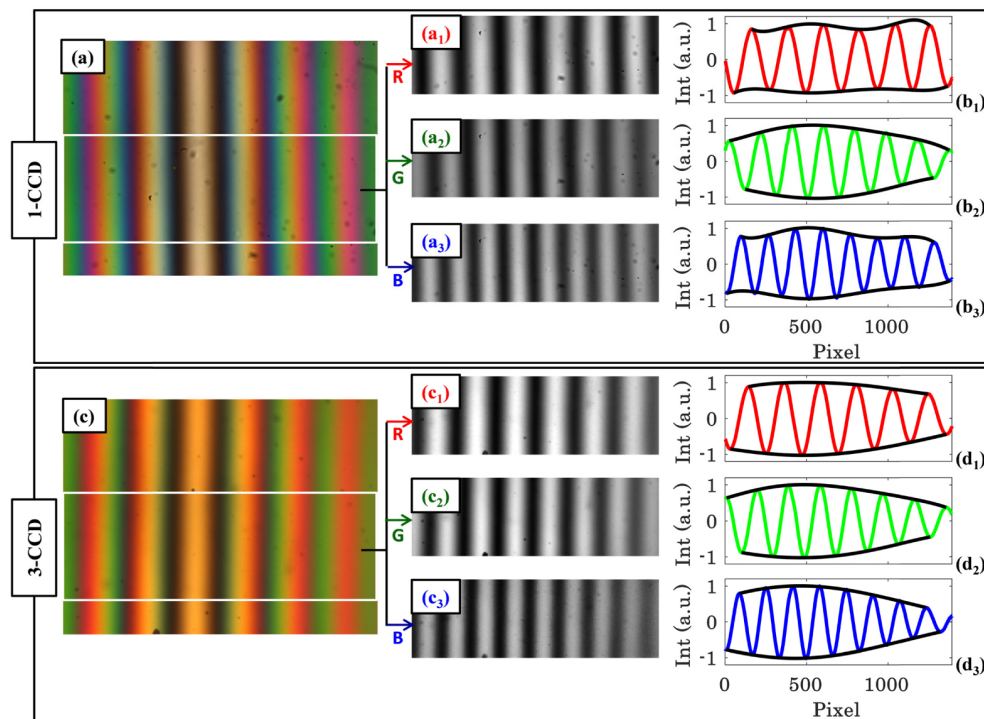 1-CCD
(a)
R
G
B
(a1)
(a2)
(a3)
Int (a.u.)
1
0
-1
(b1)
Int (a.u.)
1
0
-1
(b2)
Int (a.u.)
1
0
-1
(b3)
0
500
1000
Pixel
3-CCD
(c)
R
G
B
(c1)
(c2)
(c3)
Int (a.u.)
1
0
-1
(d1)
Int (a.u.)
1
0
-1
(d2)
Int (a.u.)
1
0
-1
(d3)
0
500
1000
Pixel